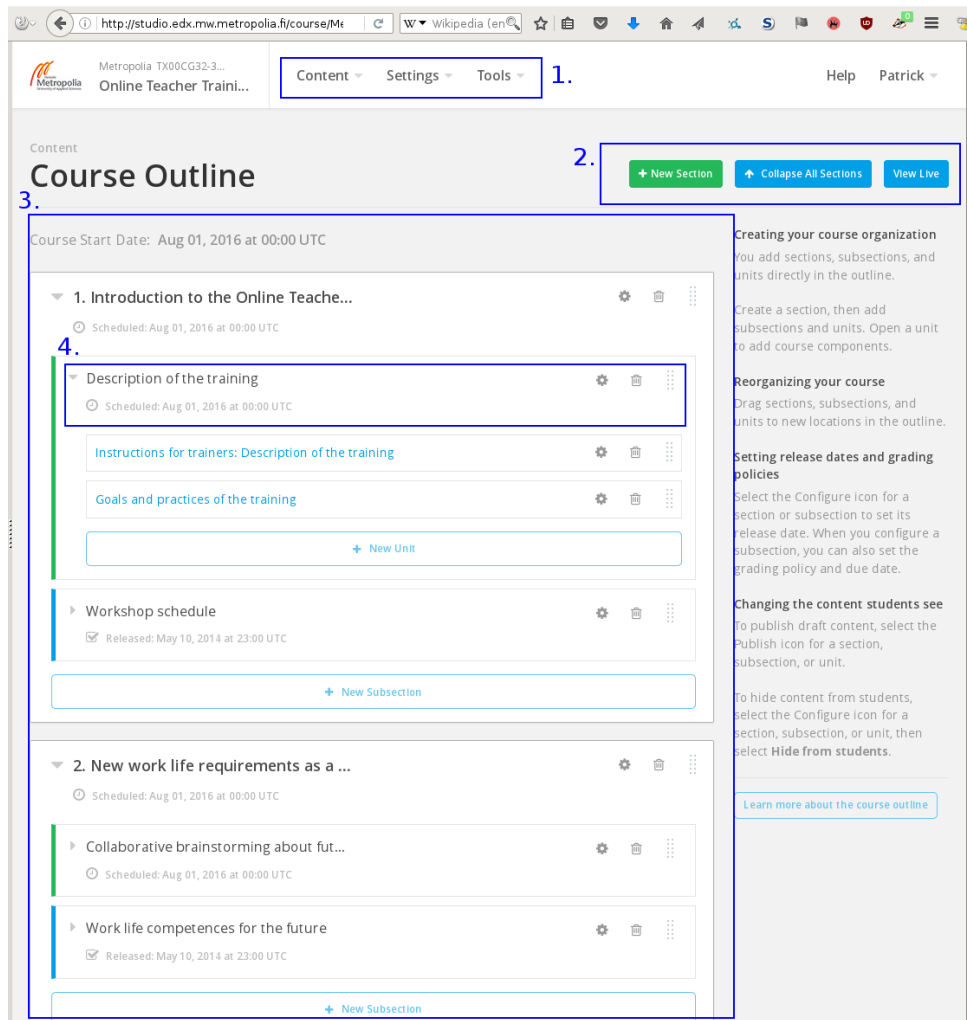 http://studio.edx.mw.metropolia.fi/course/Me
W Wikipedia (en
S)
0
Metropolia
University of Applied Sciences
Metropolia TX00CG32-3...
Online Teacher Traini...
Content
Settings
Tools
1.
Help
Patrick
Content
Course Outline
2.
+ New Section
Collapse All Sections
View Live
3.
Course Start Date: Aug 01, 2016 at 00:00 UTC
1. Introduction to the Online Teache...
Scheduled: Aug 01, 2016 at 00:00 UTC
4.
Description of the training
Scheduled: Aug 01, 2016 at 00:00 UTC
Instructions for trainers: Description of the training
Goals and practices of the training
+ New Unit
Workshop schedule
Released: May 10, 2014 at 23:00 UTC
+ New Subsection
2. New work life requirements as a ...
Scheduled: Aug 01, 2016 at 00:00 UTC
Collaborative brainstorming about fut...
Scheduled: Aug 01, 2016 at 00:00 UTC
Work life competences for the future
Released: May 10, 2014 at 23:00 UTC
+ New Subsection
Creating your course organization
You add sections, subsections, and
units directly in the outline.
Create a section, then add
subsections and units. Open a unit
to add course components.
Reorganizing your course
Drag sections, subsections, and
units to new locations in the outline.
Setting release dates and grading
policies
Select the Configure icon for a
section or subsection to set its
release date. When you configure a
subsection, you can also set the
grading policy and due date.
Changing the content students see
To publish draft content, select the
Publish icon for a section,
subsection, or unit.
To hide content from students,
select the Configure icon for a
section, subsection, or unit, then
select Hide from students.
Learn more about the course outline